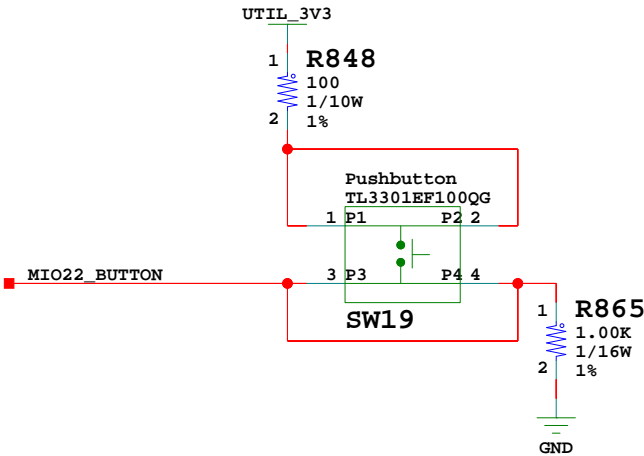 UTIL_3V3
1 R848
100
1/10W
2 1%
Pushbutton
TL3301EF100QG
1 P1 P2 2
MIO22_BUTTON 3 P3 P4 4
SW19
1 R865
1.00K
1/16W
2 1%
GND